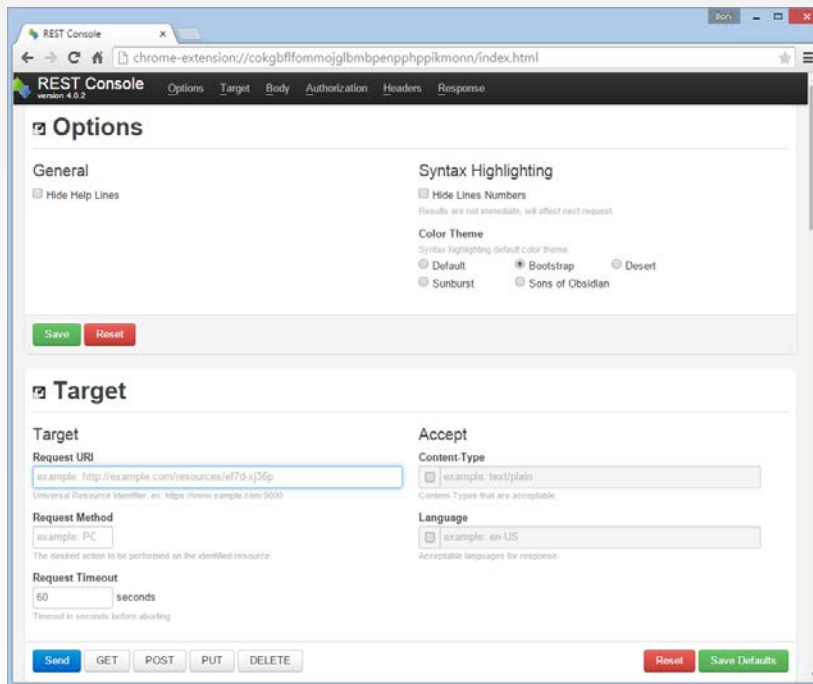 Bori
REST Console
chrome-extension://cokgbflfommojglbmbpenpphppikmonn/index.html
REST Console
version 4.0.2
Options Target Body Authorization Headers Response
Options
General
Hide Help Lines
Syntax Highlighting
Hide Lines Numbers
Results are not immediate, will affect next request.
Color Theme
Syntax highlighting default color theme.
Default Bootstrap Desert
Sunburst Sons of Obsidian
Save Reset
Target
Target
Request URI
example: http://example.com/resources/ef7d-xj36p
Universal Resource Identifier. ex: https://www.sample.com:9000
Request Method
example: PC
The desired action to be performed on the identified resource.
Request Timeout
60 seconds
Timeout in seconds before aborting.
Accept
Content-Type
example: text/plain
Content-Types that are acceptable.
Language
example: en-US
Acceptable languages for response.
Send GET POST PUT DELETE Reset Save Defaults